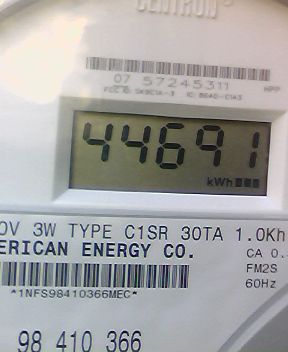 CENTRON
07 57245311
HPP
44691
kWh
0V 3W TYPE C1SR 30TA 1.0Kh
ERICAN ENERGY CO.
CA 0.
FM2S
*1NFS98410366MEC*
60Hz
98 410 366